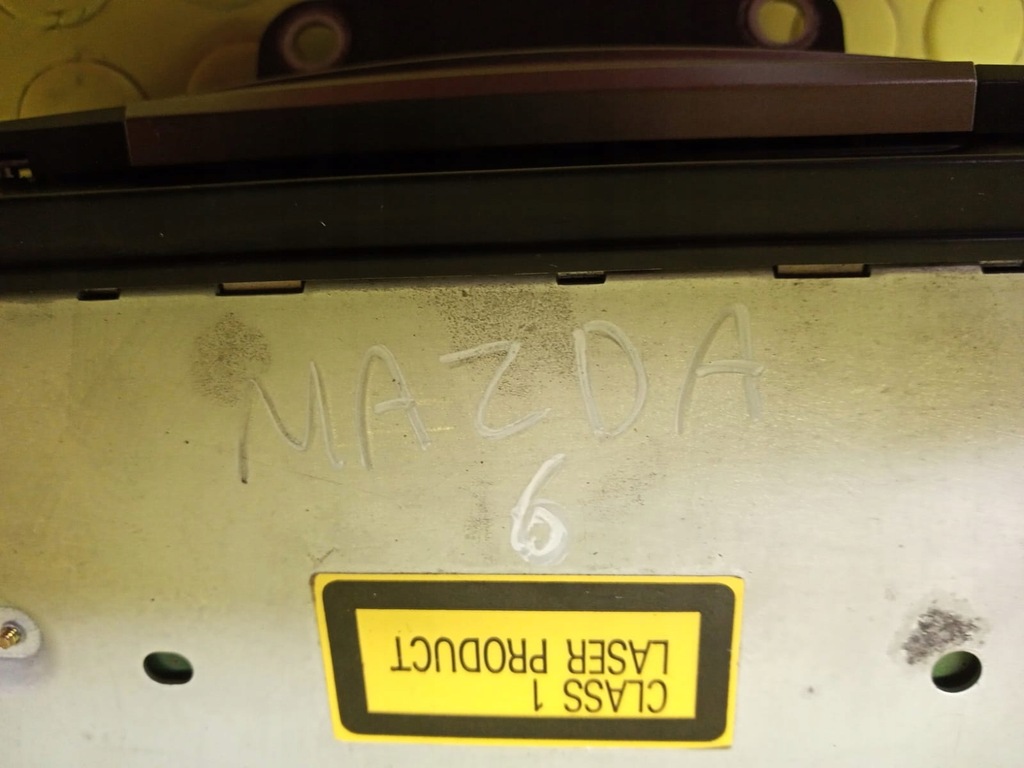 MAZDA
6
CLASS 1
LASER PRODUCT